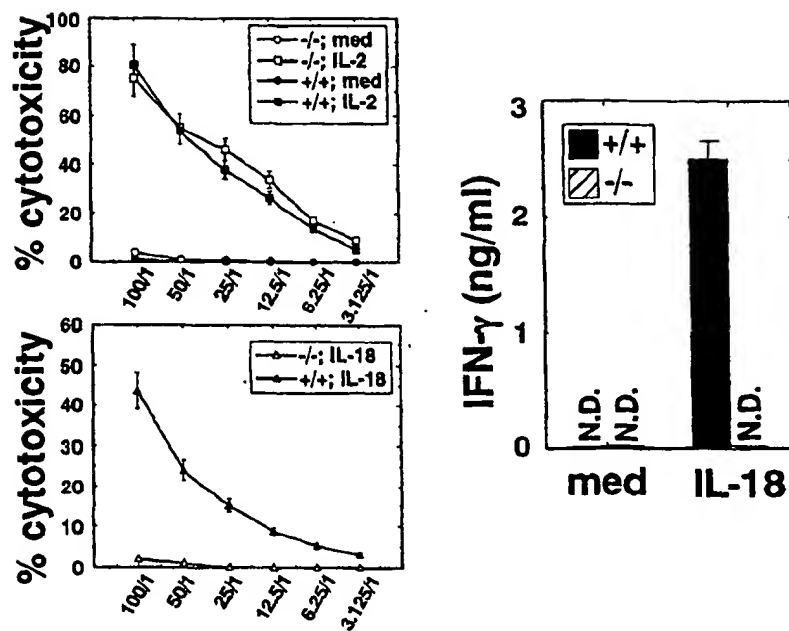 % cytotoxicity
100
80
60
40
20
0
-/-; med
-/-; IL-2
+/+; med
+/+; IL-2
100/1
50/1
25/1
12.5/1
6.25/1
3.125/1
% cytotoxicity
60
50
40
30
20
10
0
-/-; IL-18
+/+; IL-18
100/1
50/1
25/1
12.5/1
6.25/1
3.125/1
IFN-γ (ng/ml)
3
2
1
0
+/+
-/-
N.D.
N.D.
N.D.
med IL-18